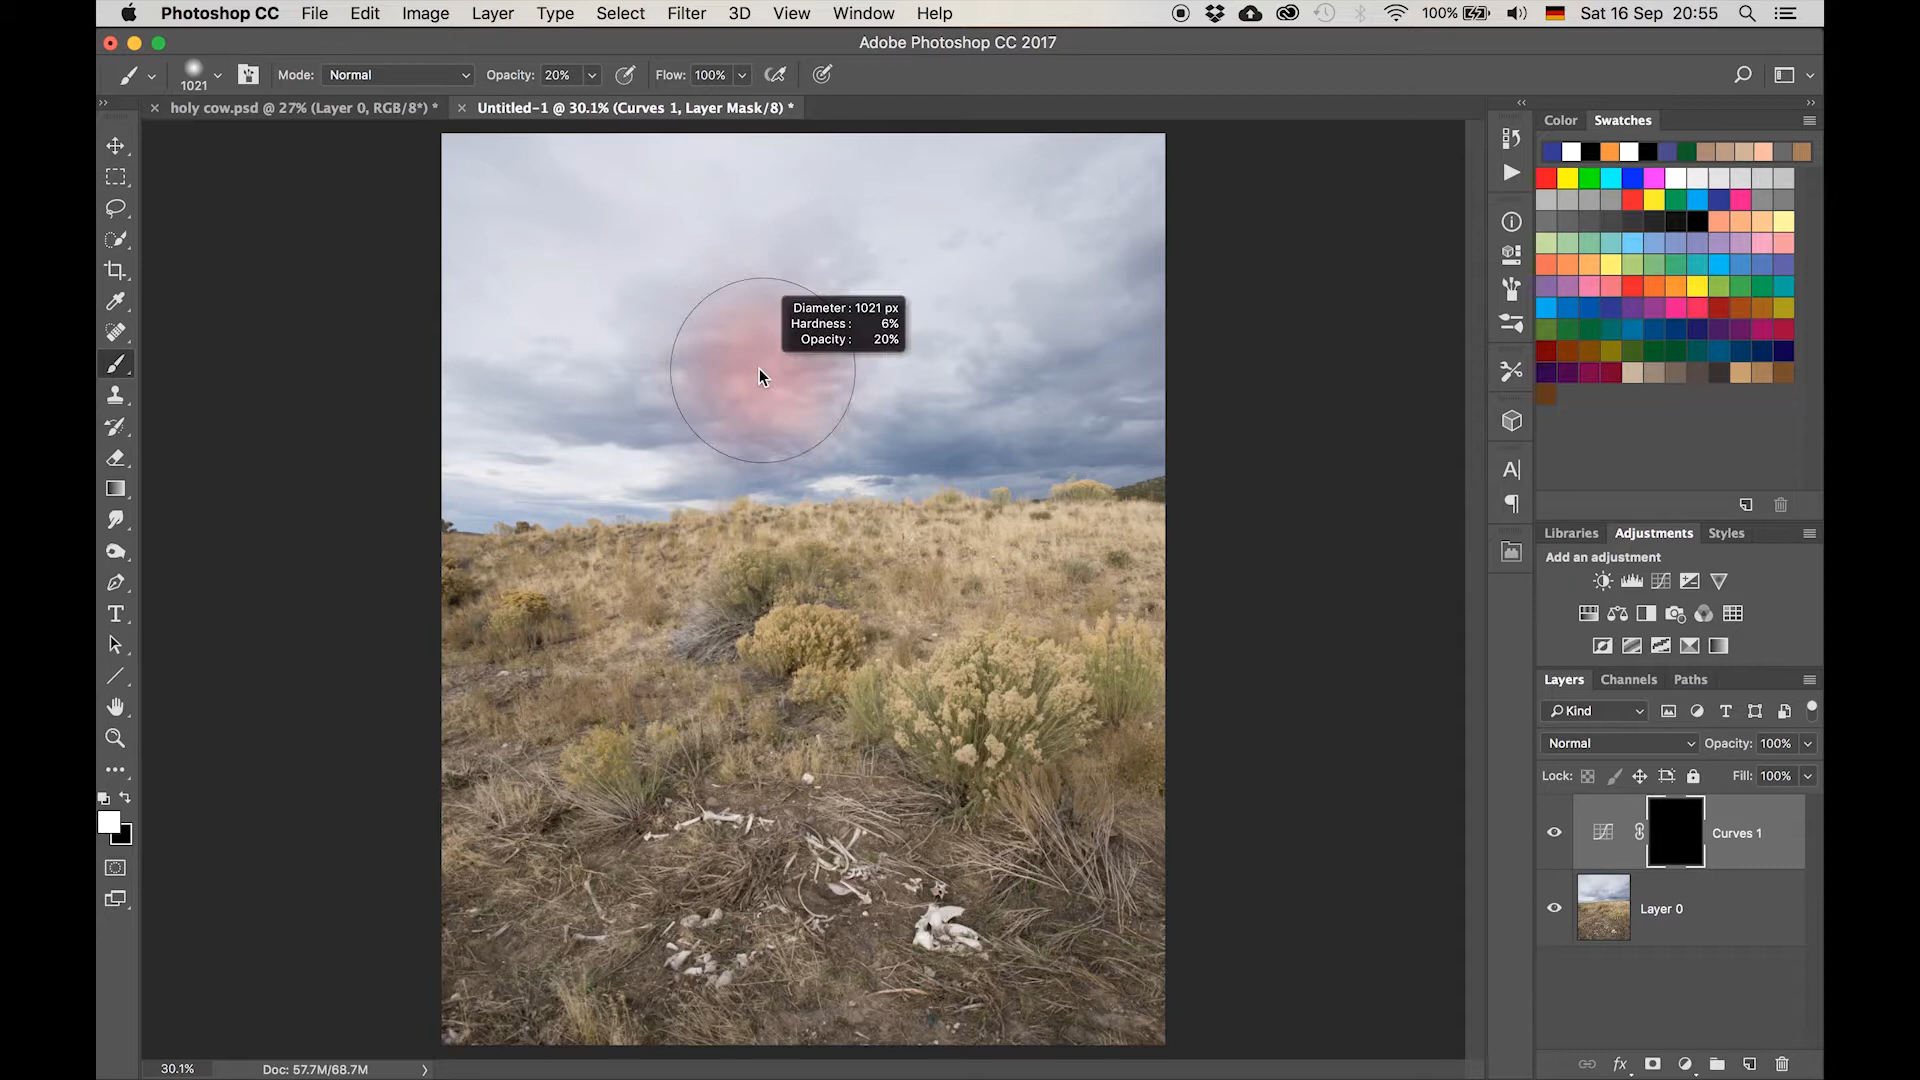 Photoshop CC File Edit Image Layer Type Select Filter 3D View Window Help 100% Sat 16 Sep 20:55
Adobe Photoshop CC 2017
1021 Mode: Normal Opacity: 20% Flow: 100%
holy cow.psd @ 27% (Layer 0, RGB/8*) * Untitled-1 @ 30.1% (Curves 1, Layer Mask/8) *
Color Swatches
Diameter : 1021 px
Hardness : 6%
Opacity : 20%
Libraries Adjustments Styles
Add an adjustment
Layers Channels Paths
Kind
Normal Opacity: 100%
Lock: Fill: 100%
Curves 1
Layer 0
30.1% Doc: 57.7M/68.7M